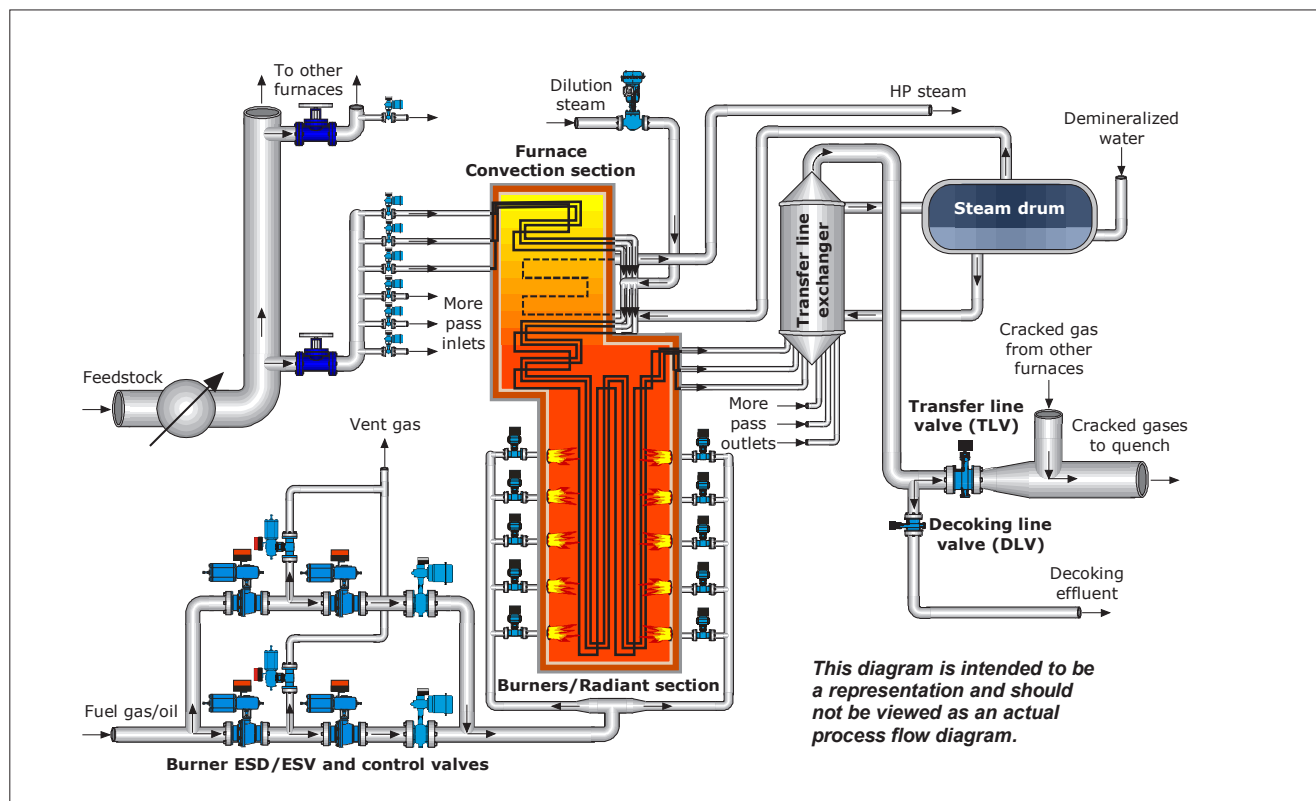 To other
furnaces
Dilution
steam
HP steam
Demineralized
water
Furnace
Convection section
Steam drum
Transfer line
exchanger
More
pass
inlets
Feedstock
Cracked gas
from other
furnaces
More
pass
outlets
Transfer line
valve (TLV)
Cracked gases
to quench
Vent gas
Decoking line
valve (DLV)
Decoking
effluent
Burners/Radiant section
Fuel gas/oil
Burner ESD/ESV and control valves
This diagram is intended to be
a representation and should
not be viewed as an actual
process flow diagram.